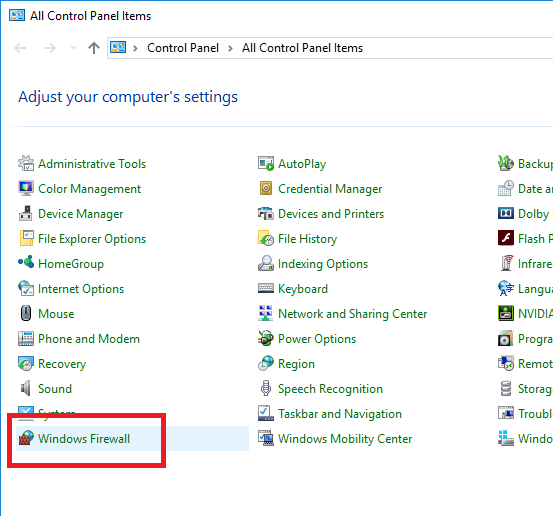 All Control Panel Items
Control Panel > All Control Panel Items
Adjust your computer's settings
Administrative Tools AutoPlay Backup
Color Management Credential Manager Date
Device Manager Devices and Printers Dolby
File Explorer Options File History Flash P
HomeGroup Indexing Options Infrare
Internet Options Keyboard Langua
Mouse Network and Sharing Center NVIDI
Phone and Modem Power Options Progra
Recovery Region Remot
Sound Speech Recognition Storag
System Taskbar and Navigation Troubl
Windows Firewall Windows Mobility Center Windov